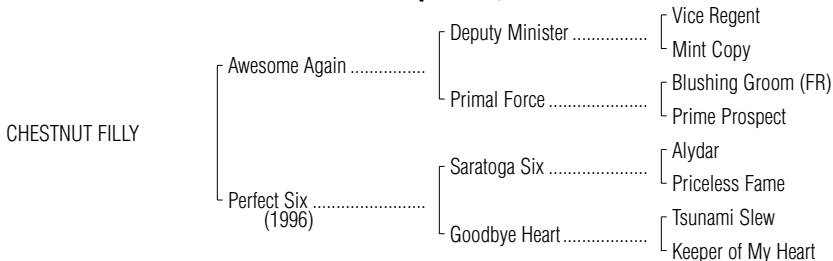 Vice Regent
Deputy Minister ................
Mint Copy
Awesome Again ................
Blushing Groom (FR)
Primal Force .....................
Prime Prospect
CHESTNUT FILLY
Alydar
Saratoga Six .....................
Priceless Fame
Perfect Six ........................
(1996)
Tsunami Slew
Goodbye Heart..................
Keeper of My Heart